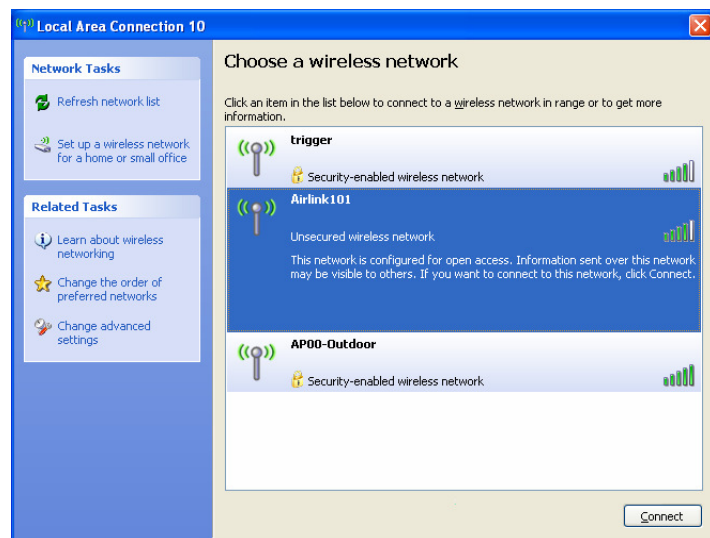 Local Area Connection 10
Network Tasks
Refresh network list
Set up a wireless network
for a home or small office
Related Tasks
Learn about wireless
networking
Change the order of
preferred networks
Change advanced
settings
Choose a wireless network
Click an item in the list below to connect to a wireless network in range or to get more
information.
trigger
Security-enabled wireless network
Airlink101
Unsecured wireless network
This network is configured for open access. Information sent over this network
may be visible to others. If you want to connect to this network, click Connect.
AP00-Outdoor
Security-enabled wireless network
Connect